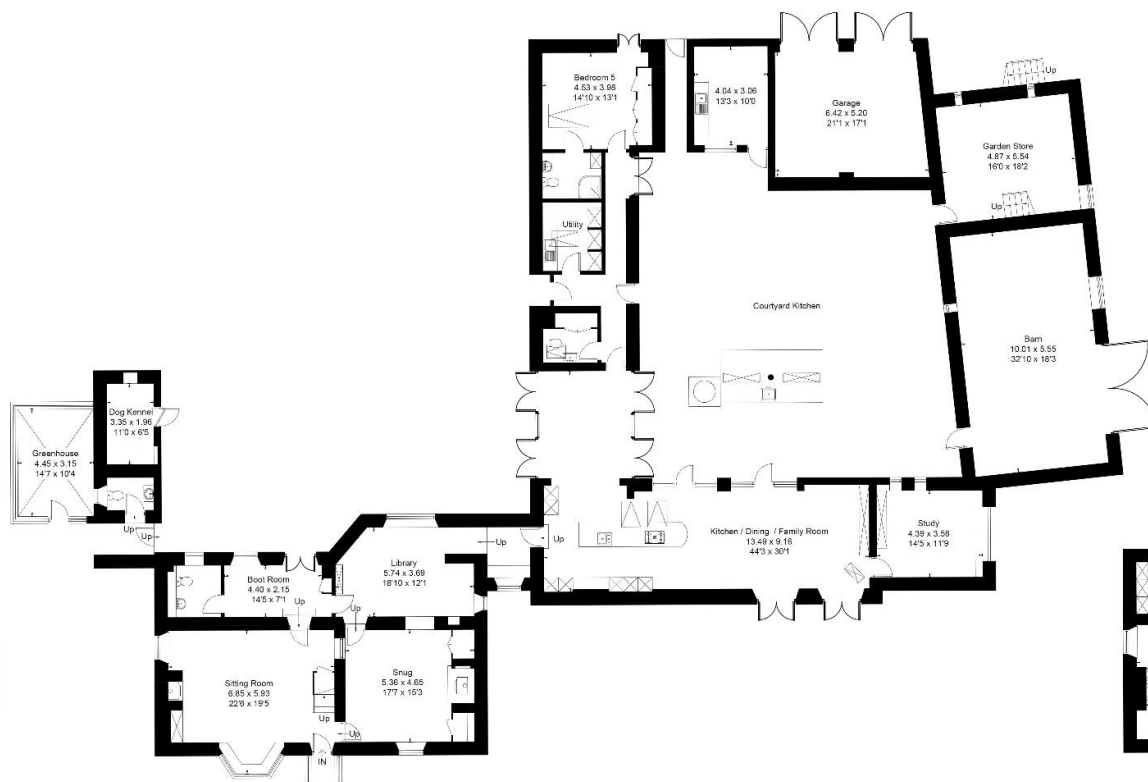 Bedroom 5
4.53 x 3.98
14'10 x 13'1
4.04 x 3.06
13'3 x 10'0
Garage
6.42 x 5.20
21'1 x 17'1
Up
Garden Store
4.87 x 5.54
16'0 x 18'2
Up
Utility
Courtyard Kitchen
Barn
10.01 x 5.55
32'10 x 18'3
Dog Kennel
3.35 x 1.96
11'0 x 6'5
Greenhouse
4.45 x 3.15
14'7 x 10'4
Up
Up
Up
Up
Kitchen / Dining / Family Room
13.49 x 9.16
44'3 x 30'1
Study
4.39 x 3.58
14'5 x 11'9
Library
5.74 x 3.69
18'10 x 12'1
Boot Room
4.40 x 2.15
14'5 x 7'1
Up
Up
Sitting Room
6.85 x 5.93
22'6 x 19'5
Snug
5.36 x 4.65
17'7 x 15'3
Up
Up
Up
IN